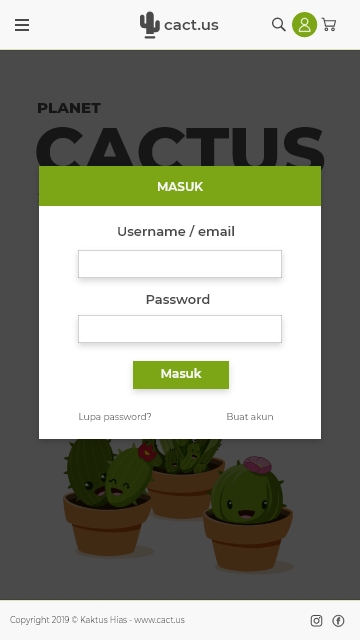 cact.us
PLANET
CACTUS
MASUK
Username / email
Password
Masuk
Lupa password?
Buat akun
Copyright 2019 © Kaktus Hias - www.cact.us